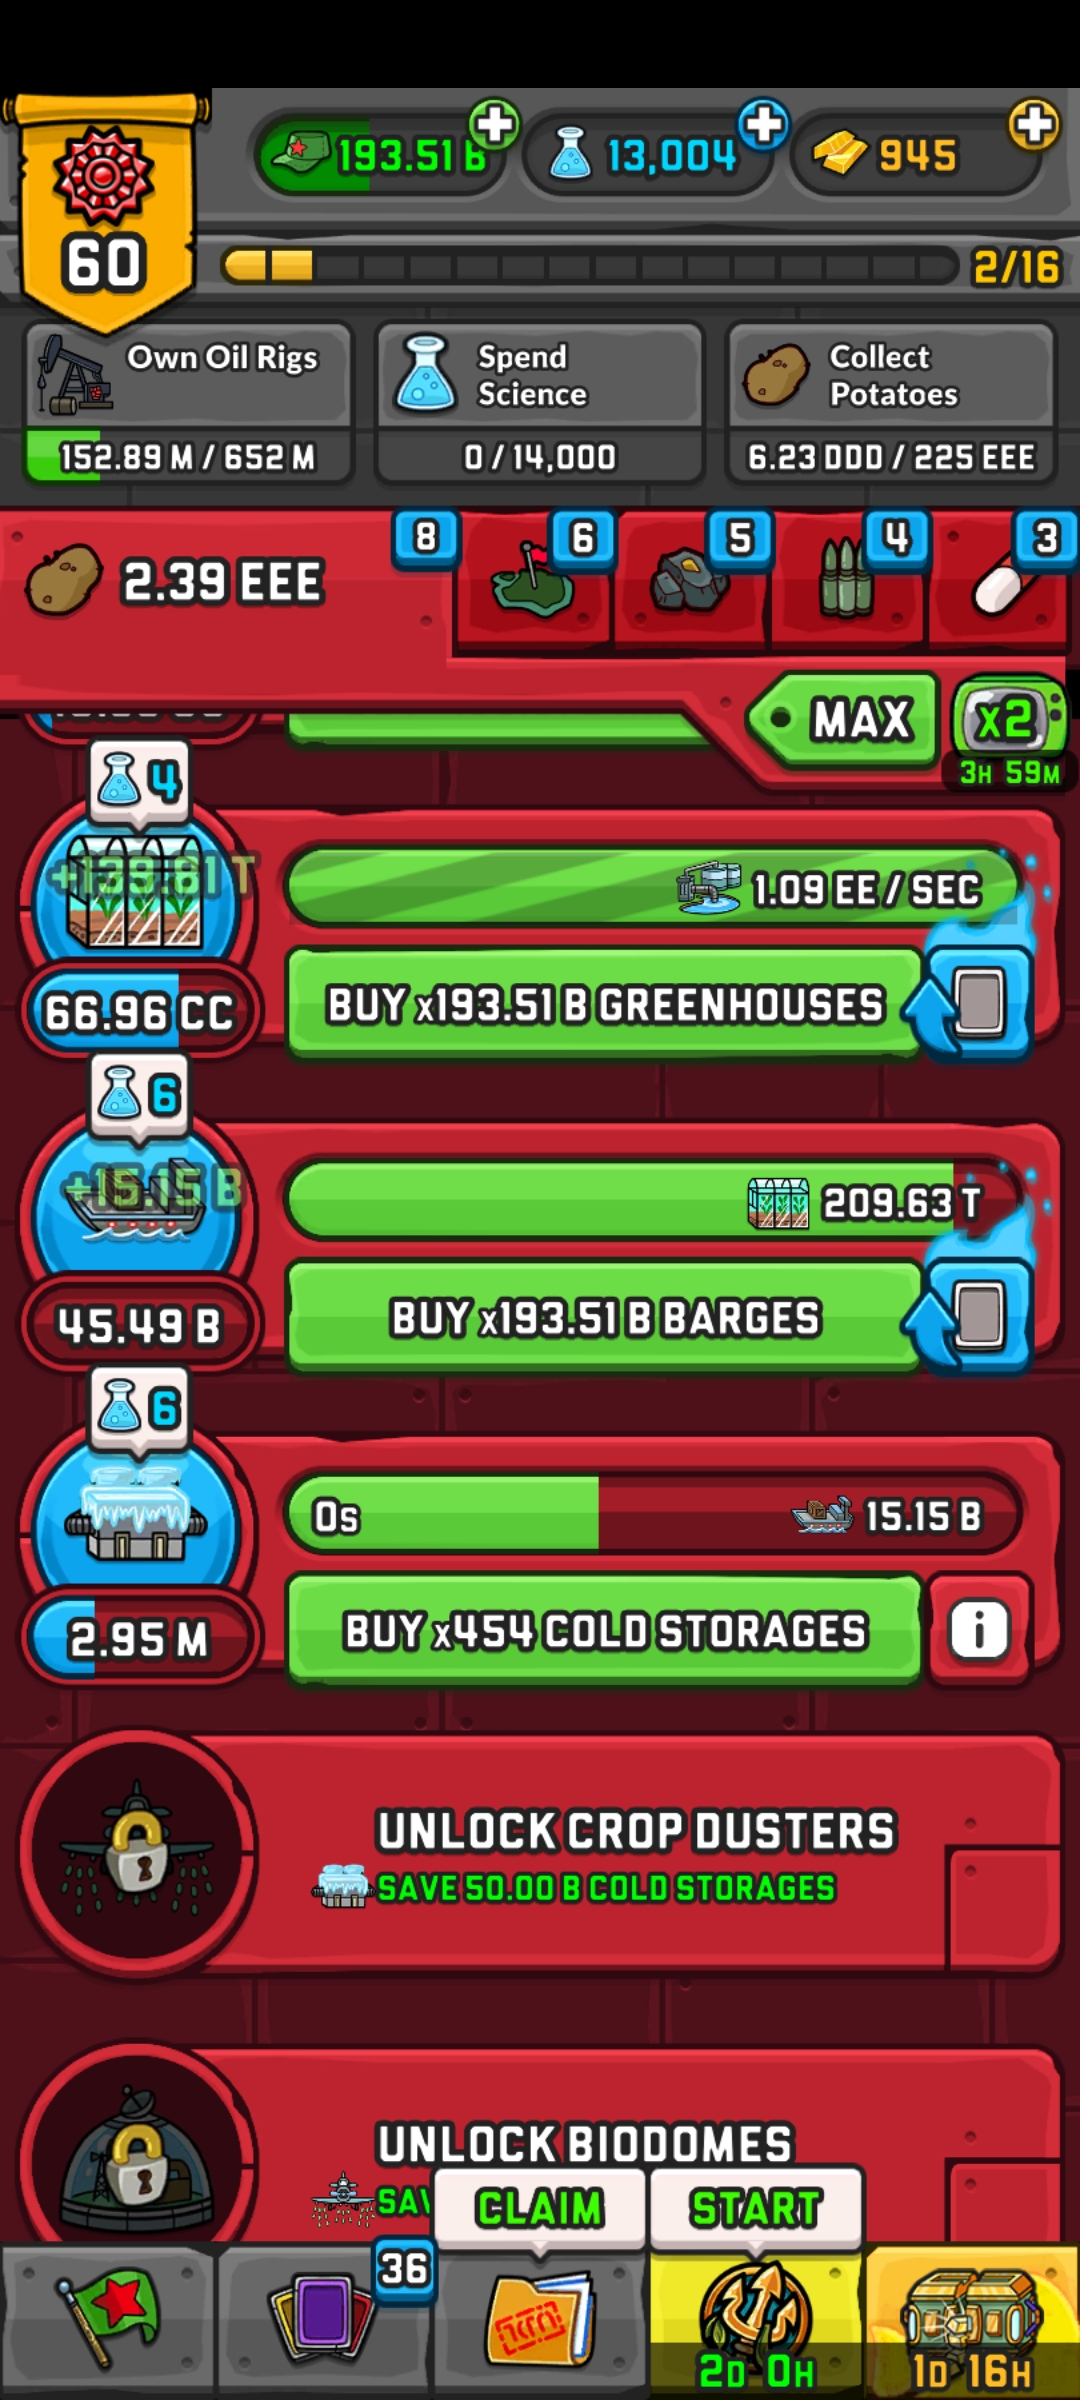 193.51 B
13,004
945
60
2/16
Own Oil Rigs
152.89 M / 652 M
Spend
Science
0 / 14,000
Collect
Potatoes
6.23 DDD / 225 EEE
2.39 EEE
8
6
5
4
3
MAX
x2
3H 59M
4
+139.81 T
1.09 EE / SEC
66.96 CC
BUY x193.51 B GREENHOUSES
6
+15.15 B
209.63 T
45.49 B
BUY x193.51 B BARGES
6
0s
15.15 B
2.95 M
BUY x454 COLD STORAGES
i
UNLOCK CROP DUSTERS
SAVE 50.00 B COLD STORAGES
UNLOCK BIODOMES
CLAIM
START
36
2D 0H
1D 16H